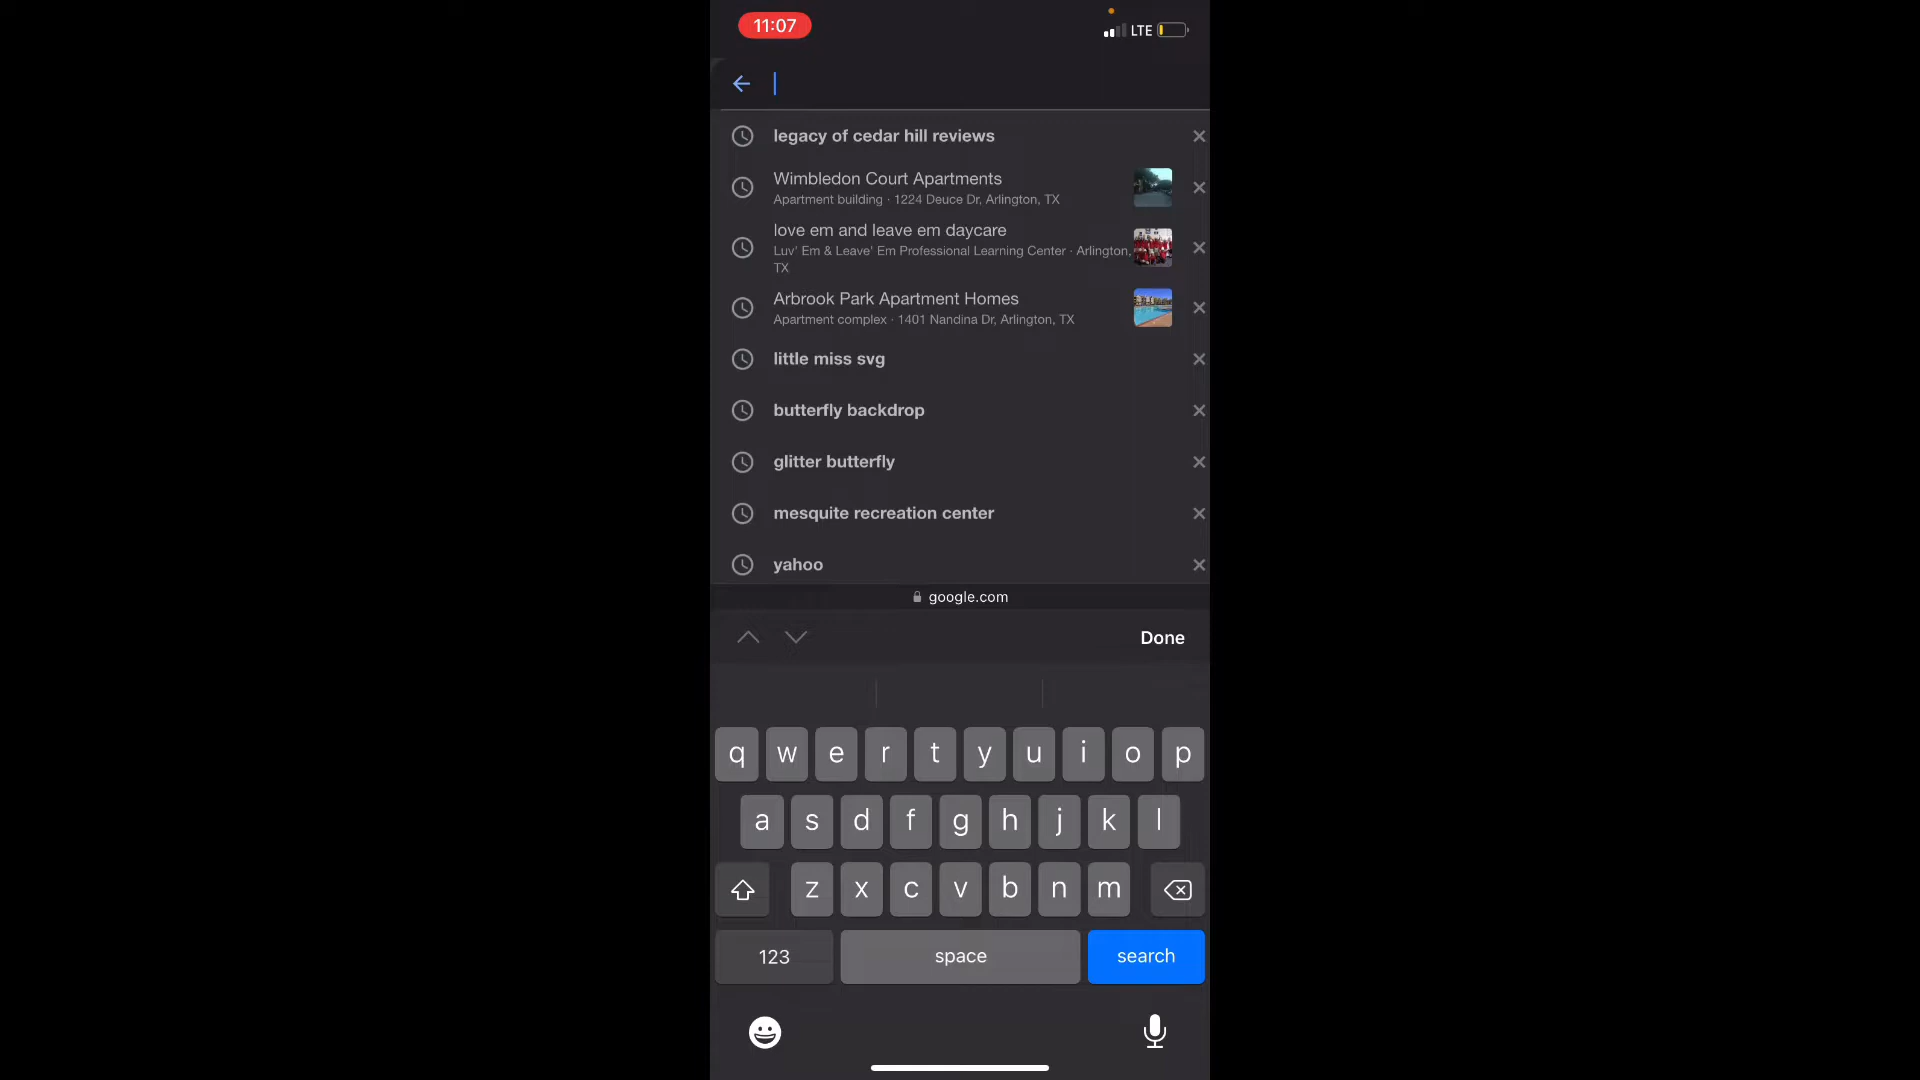 11:07
LTE
legacy of cedar hill reviews
Wimbledon Court Apartments
Apartment building · 1224 Deuce Dr, Arlington, TX
love em and leave em daycare
Luv' Em & Leave' Em Professional Learning Center · Arlington,
TX
Arbrook Park Apartment Homes
Apartment complex · 1401 Nandina Dr, Arlington, TX
little miss svg
butterfly backdrop
glitter butterfly
mesquite recreation center
yahoo
google.com
Done
q w e r t y u i o p
a s d f g h j k l
z x c v b n m
123 space search